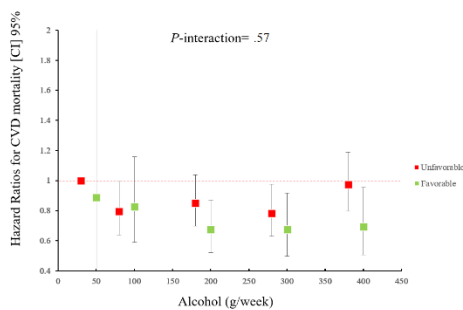 P-interaction= .57
Hazard Ratios for CVD mortality [CI] 95%
2
1.8
1.6
1.4
1.2
1
0.8
0.6
0.4
0 50 100 150 200 250 300 350 400 450
Alcohol (g/week)
Unfavorable
Favorable